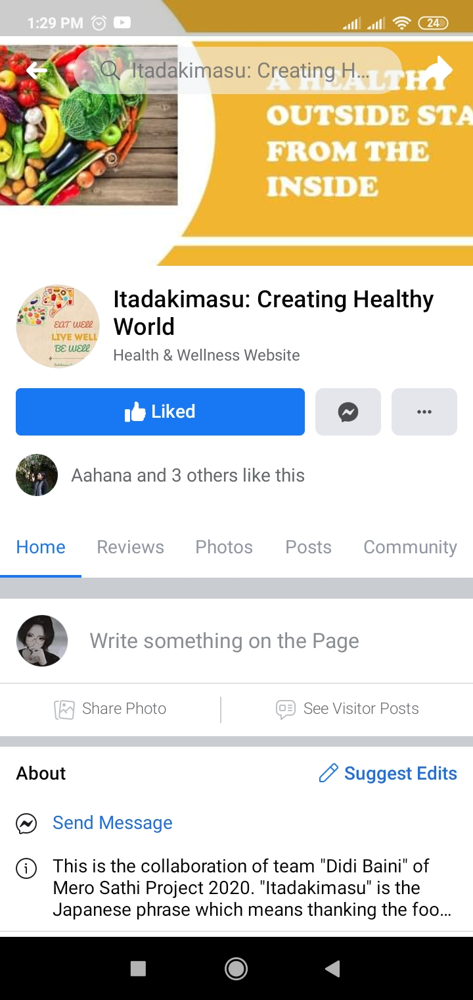 1:29 PM
24
Itadakimasu: Creating H...
A HEALTHY
OUTSIDE STA
FROM THE
INSIDE
EAT WELL
LIVE WELL
BE WELL
Itadakimasu: Creating Healthy
World
Health & Wellness Website
Liked
Aahana and 3 others like this
Home Reviews Photos Posts Community
Write something on the Page
Share Photo See Visitor Posts
About Suggest Edits
Send Message
This is the collaboration of team "Didi Baini" of
Mero Sathi Project 2020. "Itadakimasu" is the
Japanese phrase which means thanking the foo...